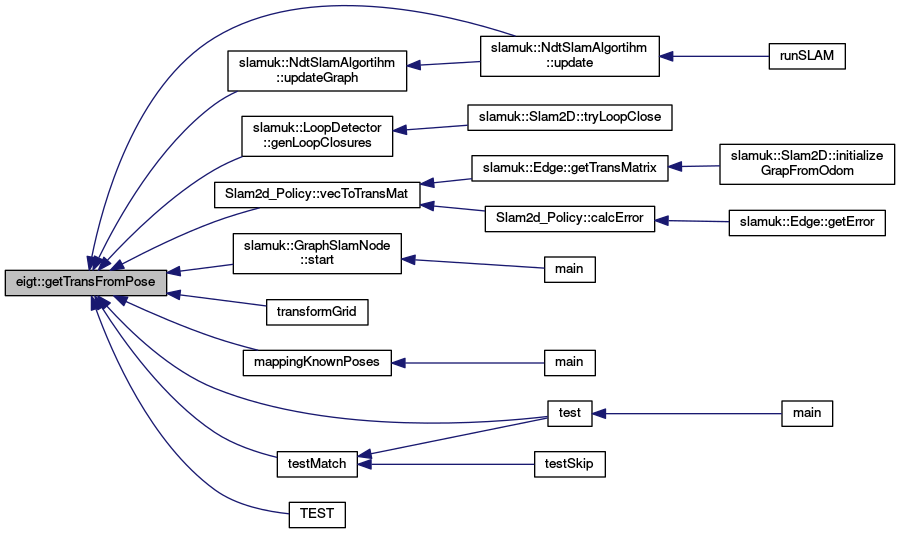 eigt::getTransFromPose
slamuk::NdtSlamAlgortihm
::updateGraph
slamuk::NdtSlamAlgortihm
::update
runSLAM
slamuk::LoopDetector
::genLoopClosures
slamuk::Slam2D::tryLoopClose
Slam2d_Policy::vecToTransMat
slamuk::Edge::getTransMatrix
slamuk::Slam2D::initialize
GrapFromOdom
Slam2d_Policy::calcError
slamuk::Edge::getError
slamuk::GraphSlamNode
::start
main
transformGrid
mappingKnownPoses
main
test
main
testMatch
testSkip
TEST